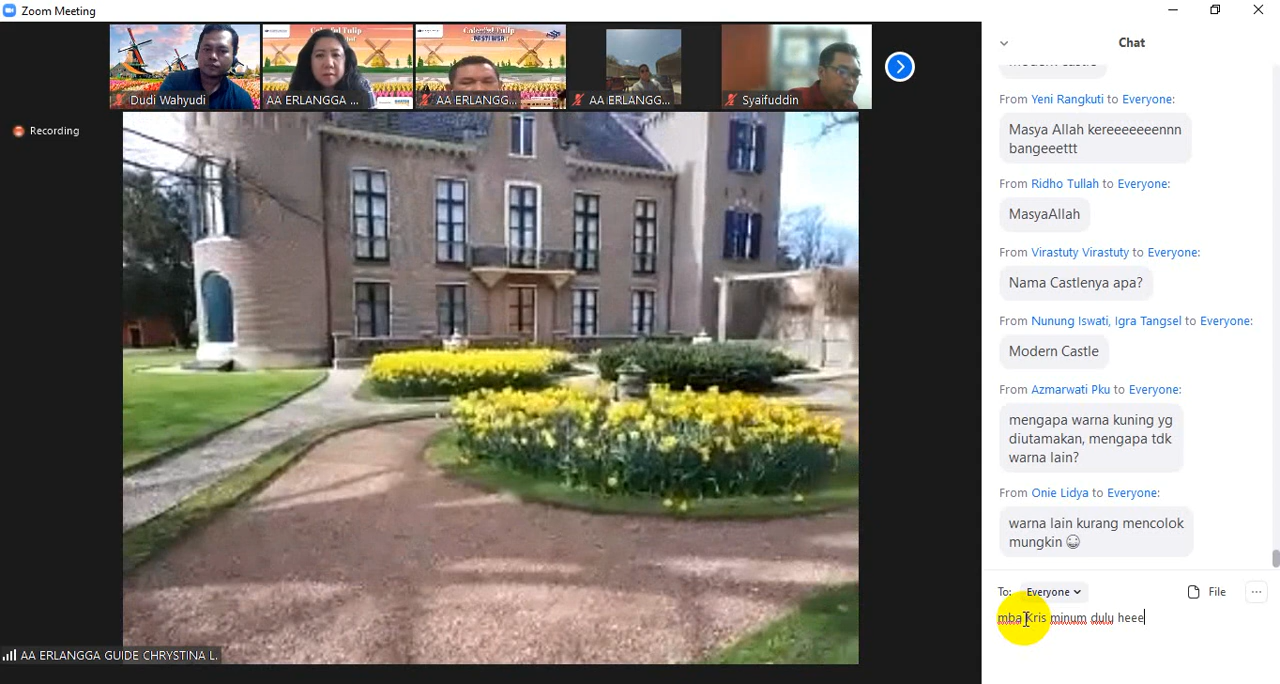 Zoom Meeting
Dudi Wahyudi
AA ERLANGGA ...
AA ERLANGG...
AA ERLANGG...
Syaifuddin
Recording
AA ERLANGGA GUIDE CHRYSTINA L.
Chat
From Yeni Rangkuti to Everyone:
Masya Allah kereeeeeeennn
bangeeettt
From Ridho Tullah to Everyone:
MasyaAllah
From Virastuty Virastuty to Everyone:
Nama Castlenya apa?
From Nunung Iswati, Igra Tangsel to Everyone:
Modern Castle
From Azmarwati Pku to Everyone:
mengapa warna kuning yg
diutamakan, mengapa tdk
warna lain?
From Onie Lidya to Everyone:
warna lain kurang mencolok
mungkin 😃
To: Everyone
File
mba Kris minum dulu heee